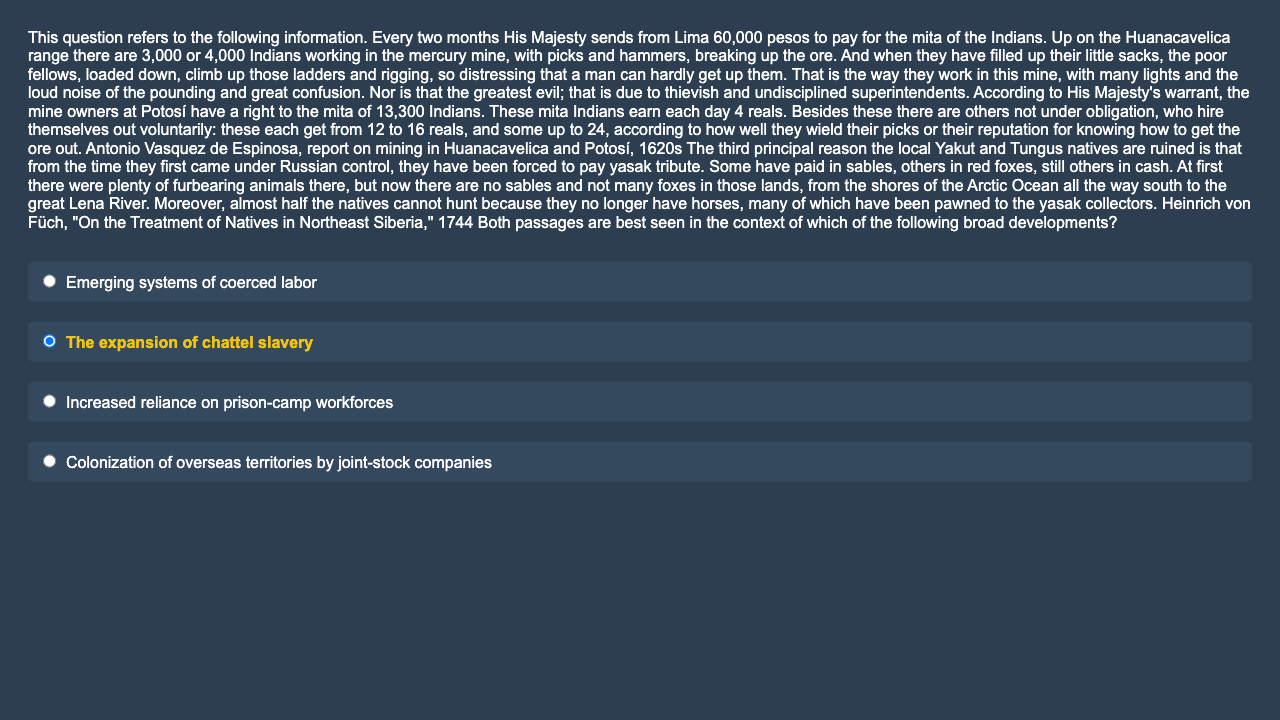 This question refers to the following information. Every two months His Majesty sends from Lima 60,000 pesos to pay for the mita of the Indians. Up on the Huanacavelica
range there are 3,000 or 4,000 Indians working in the mercury mine, with picks and hammers, breaking up the ore. And when they have filled up their little sacks, the poor
fellows, loaded down, climb up those ladders and rigging, so distressing that a man can hardly get up them. That is the way they work in this mine, with many lights and the
loud noise of the pounding and great confusion. Nor is that the greatest evil; that is due to thievish and undisciplined superintendents. According to His Majesty's warrant, the
mine owners at Potosí have a right to the mita of 13,300 Indians. These mita Indians earn each day 4 reals. Besides these there are others not under obligation, who hire
themselves out voluntarily: these each get from 12 to 16 reals, and some up to 24, according to how well they wield their picks or their reputation for knowing how to get the
ore out. Antonio Vasquez de Espinosa, report on mining in Huanacavelica and Potosí, 1620s The third principal reason the local Yakut and Tungus natives are ruined is that
from the time they first came under Russian control, they have been forced to pay yasak tribute. Some have paid in sables, others in red foxes, still others in cash. At first
there were plenty of furbearing animals there, but now there are no sables and not many foxes in those lands, from the shores of the Arctic Ocean all the way south to the
great Lena River. Moreover, almost half the natives cannot hunt because they no longer have horses, many of which have been pawned to the yasak collectors. Heinrich von
Füch, "On the Treatment of Natives in Northeast Siberia," 1744 Both passages are best seen in the context of which of the following broad developments?
Emerging systems of coerced labor
The expansion of chattel slavery
Increased reliance on prison-camp workforces
Colonization of overseas territories by joint-stock companies